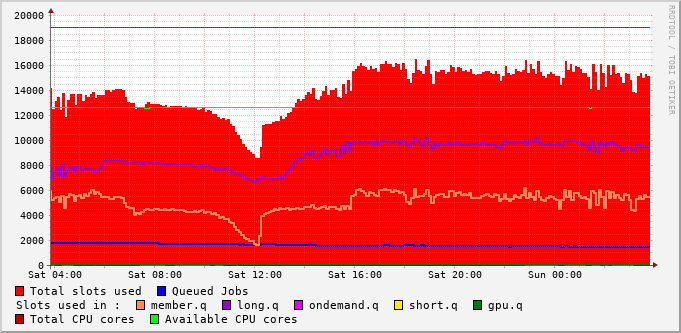 20000
18000
16000
14000
12000
10000
8000
6000
4000
2000
0
Sat 04:00 Sat 08:00 Sat 12:00 Sat 16:00 Sat 20:00 Sun 00:00
Total slots used Queued Jobs
Slots used in : member.q long.q ondemand.q short.q gpu.q
Total CPU cores Available CPU cores
RRDTOOL / TOBI OETIKER